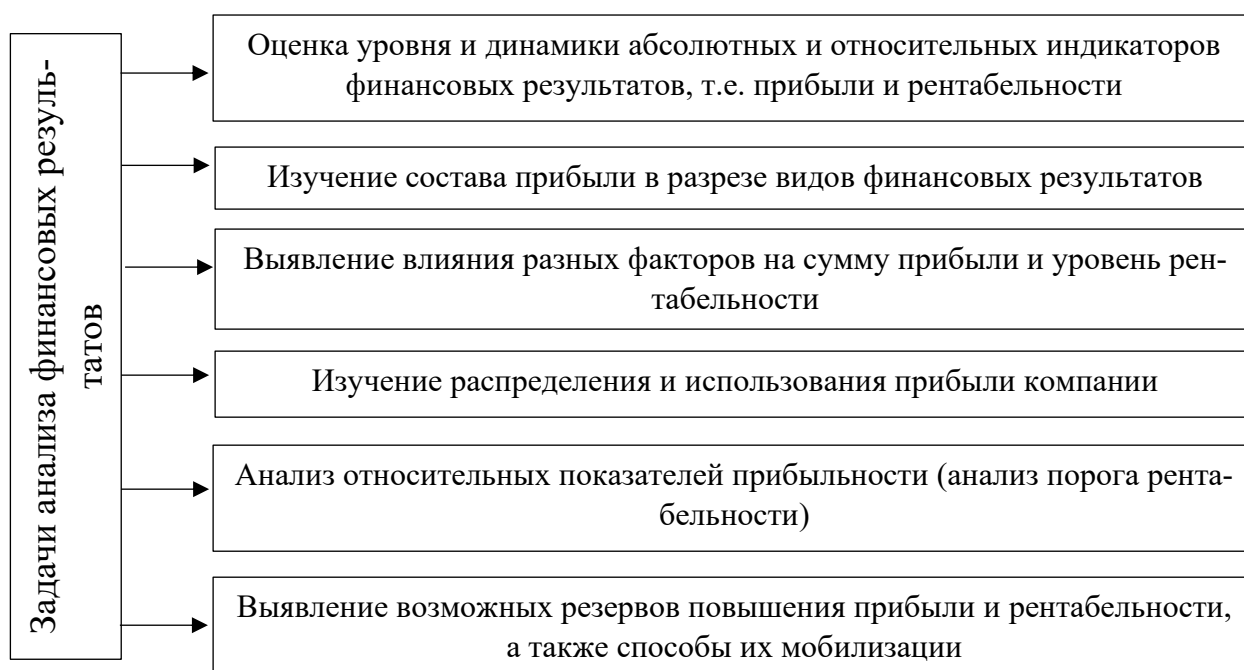 Задачи анализа финансовых резуль-
татов
Оценка уровня и динамики абсолютных и относительных индикаторов
финансовых результатов, т.е. прибыли и рентабельности
Изучение состава прибыли в разрезе видов финансовых результатов
Выявление влияния разных факторов на сумму прибыли и уровень рен-
табельности
Изучение распределения и использования прибыли компании
Анализ относительных показателей прибыльности (анализ порога рента-
бельности)
Выявление возможных резервов повышения прибыли и рентабельности,
а также способы их мобилизации